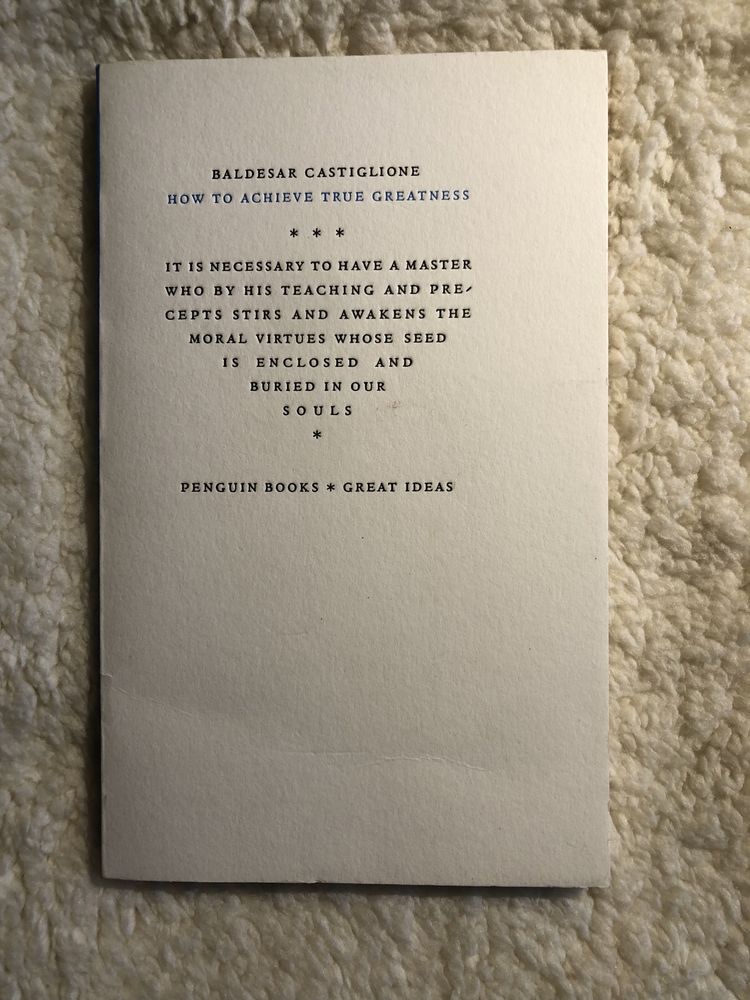 BALDESAR CASTIGLIONE
HOW TO ACHIEVE TRUE GREATNESS
* * *
IT IS NECESSARY TO HAVE A MASTER
WHO BY HIS TEACHING AND PRE-
CEPTS STIRS AND AWAKENS THE
MORAL VIRTUES WHOSE SEED
IS ENCLOSED AND
BURIED IN OUR
SOULS
*
PENGUIN BOOKS * GREAT IDEAS